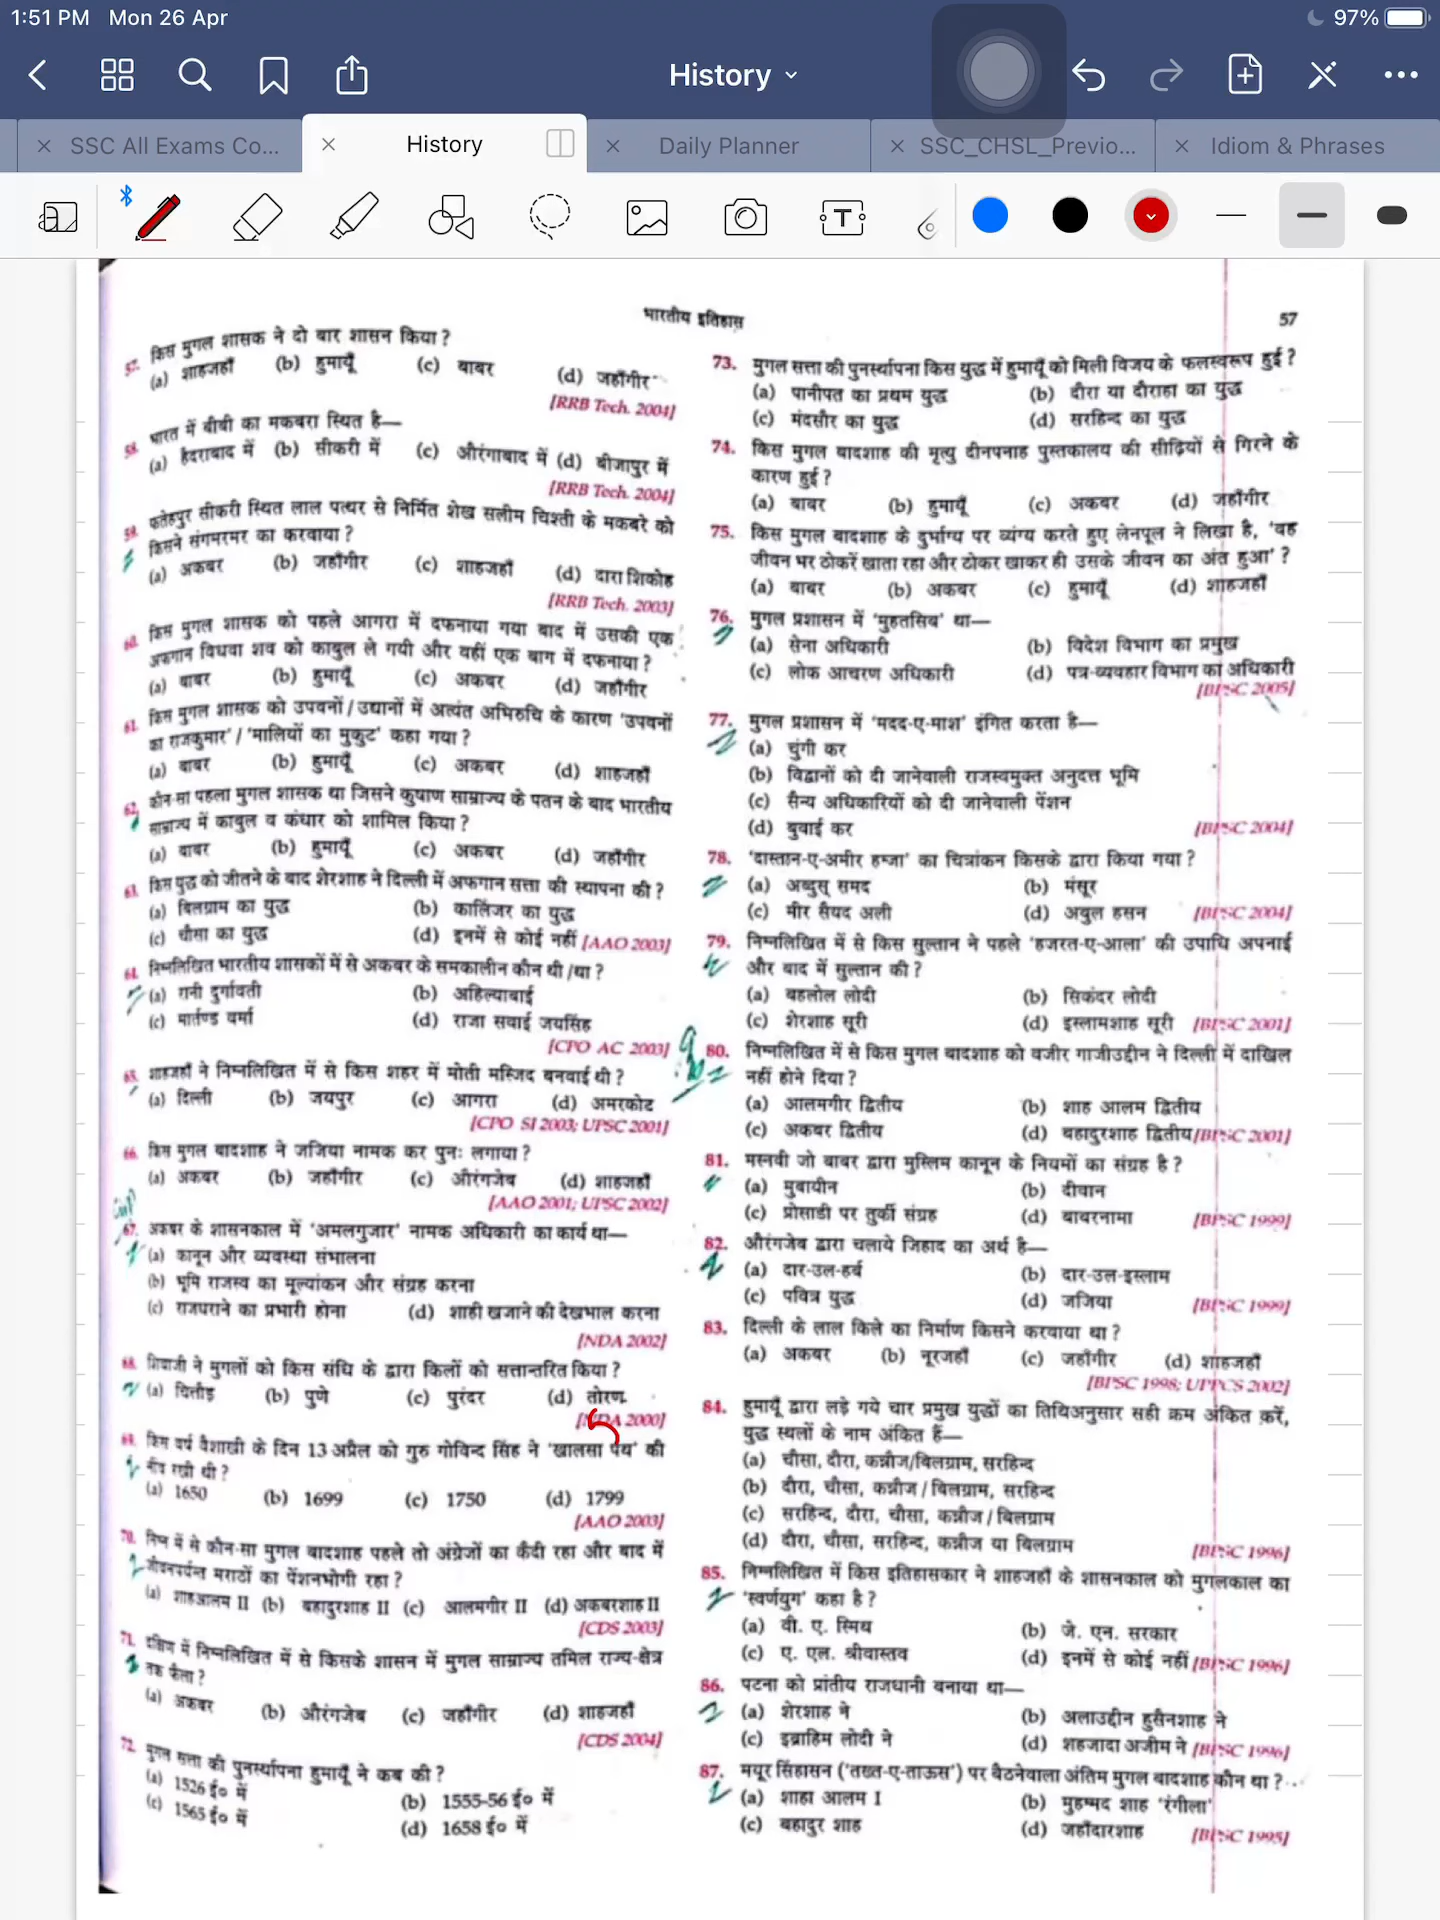 1:51 PM Mon 26 Apr
97%
History
SSC All Exams Co...
History
Daily Planner
SSC_CHSL_Previo...
Idiom & Phrases
भारतीय इतिहास
57
57. किस मुगल शासक ने दो बार शासन किया ?
(a) शाहजहाँ (b) हुमायूँ (c) बाबर (d) जहाँगीर
[RRB Tech. 2004]
58. भारत में बीबी का मकबरा स्थित है—
(a) हैदराबाद में (b) सीकरी में (c) औरंगाबाद में (d) बीजापुर में
[RRB Tech. 2004]
59. फतेहपुर सीकरी स्थित लाल पत्थर से निर्मित शेख सलीम चिश्ती के मकबरे को
किसने संगमरमर का करवाया ?
(a) अकबर (b) जहाँगीर (c) शाहजहाँ (d) दारा शिकोह
[RRB Tech. 2003]
60. किस मुगल शासक को पहले आगरा में दफनाया गया बाद में उसकी एक
अफगान विधवा शव को काबुल ले गयी और वहीं एक बाग में दफनाया ?
(a) बाबर (b) हुमायूँ (c) अकबर (d) जहाँगीर
61. किस मुगल शासक को उपवनों / उद्यानों में अत्यंत अभिरुचि के कारण 'उपवनों
का राजकुमार' / 'मालियों का मुकुट' कहा गया ?
(a) बाबर (b) हुमायूँ (c) अकबर (d) शाहजहाँ
62. कौन-सा पहला मुगल शासक था जिसने कुषाण साम्राज्य के पतन के बाद भारतीय
साम्राज्य में काबुल व कंधार को शामिल किया ?
(a) बाबर (b) हुमायूँ (c) अकबर (d) जहाँगीर
63. किस युद्ध को जीतने के बाद शेरशाह ने दिल्ली में अफगान सत्ता की स्थापना की ?
(a) बिलग्राम का युद्ध (b) कालिंजर का युद्ध
(c) चौसा का युद्ध (d) इनमें से कोई नहीं [AAO 2003]
64. निम्नलिखित भारतीय शासकों में से अकबर के समकालीन कौन थी /था ?
(a) रानी दुर्गावती (b) अहिल्याबाई
(c) मार्तण्ड वर्मा (d) राजा सवाई जयसिंह
[CPO AC 2003]
65. शाहजहाँ ने निम्नलिखित में से किस शहर में मोती मस्जिद बनवाई थी ?
(a) दिल्ली (b) जयपुर (c) आगरा (d) अमरकोट
[CPO SI 2003; UPSC 2001]
66. किस मुगल बादशाह ने जजिया नामक कर पुनः लगाया ?
(a) अकबर (b) जहाँगीर (c) औरंगजेब (d) शाहजहाँ
[AAO 2001; UPSC 2002]
67. अकबर के शासनकाल में 'अमलगुजार' नामक अधिकारी का कार्य था—
(a) कानून और व्यवस्था संभालना
(b) भूमि राजस्व का मूल्यांकन और संग्रह करना
(c) राजघराने का प्रभारी होना (d) शाही खजाने की देखभाल करना
[NDA 2002]
68. शिवाजी ने मुगलों को किस संधि के द्वारा किलों को सत्तान्तरित किया ?
(a) चित्तौड़ (b) पुणे (c) पुरंदर (d) तोरण
[NDA 2000]
69. किस वर्ष वैशाखी के दिन 13 अप्रैल को गुरु गोविन्द सिंह ने 'खालसा पंथ' की
नींव रखी थी ?
(a) 1650 (b) 1699 (c) 1750 (d) 1799
[AAO 2003]
70. निम्न में से कौन-सा मुगल बादशाह पहले तो अंग्रेजों का कैदी रहा और बाद में
जीवनपर्यन्त मराठों का पेंशनभोगी रहा ?
(a) शाहआलम II (b) बहादुरशाह II (c) आलमगीर II (d) अकबरशाह II
[CDS 2003]
71. दक्षिण में निम्नलिखित में से किसके शासन में मुगल साम्राज्य तमिल राज्य-क्षेत्र
तक फैला ?
(a) अकबर (b) औरंगजेब (c) जहाँगीर (d) शाहजहाँ
[CDS 2004]
72. मुगल सत्ता की पुनर्स्थापना हुमायूँ ने कब की ?
(a) 1526 ई० में (b) 1555-56 ई० में
(c) 1565 ई० में (d) 1658 ई० में
73. मुगल सत्ता की पुनर्स्थापना किस युद्ध में हुमायूँ को मिली विजय के फलस्वरूप हुई ?
(a) पानीपत का प्रथम युद्ध (b) दौरा या दौराहा का युद्ध
(c) मंदसौर का युद्ध (d) सरहिन्द का युद्ध
74. किस मुगल बादशाह की मृत्यु दीनपनाह पुस्तकालय की सीढ़ियों से गिरने के
कारण हुई ?
(a) बाबर (b) हुमायूँ (c) अकबर (d) जहाँगीर
75. किस मुगल बादशाह के दुर्भाग्य पर व्यंग्य करते हुए लेनपूल ने लिखा है, 'वह
जीवन भर ठोकरें खाता रहा और ठोकर खाकर ही उसके जीवन का अंत हुआ' ?
(a) बाबर (b) अकबर (c) हुमायूँ (d) शाहजहाँ
76. मुगल प्रशासन में 'मुहतसिब' था—
(a) सेना अधिकारी (b) विदेश विभाग का प्रमुख
(c) लोक आचरण अधिकारी (d) पत्र-व्यवहार विभाग का अधिकारी
[BPSC 2005]
77. मुगल प्रशासन में 'मदद-ए-माश' इंगित करता है—
(a) चुंगी कर
(b) विद्वानों को दी जानेवाली राजस्वमुक्त अनुदत्त भूमि
(c) सैन्य अधिकारियों को दी जानेवाली पेंशन
(d) बुवाई कर [BPSC 2004]
78. 'दास्तान-ए-अमीर हम्जा' का चित्रांकन किसके द्वारा किया गया ?
(a) अब्दुस् समद (b) मंसूर
(c) मीर सैयद अली (d) अबुल हसन [BPSC 2004]
79. निम्नलिखित में से किस सुल्तान ने पहले 'हजरत-ए-आला' की उपाधि अपनाई
और बाद में सुल्तान की ?
(a) बहलोल लोदी (b) सिकंदर लोदी
(c) शेरशाह सूरी (d) इस्लामशाह सूरी [BPSC 2001]
80. निम्नलिखित में से किस मुगल बादशाह को वजीर गाजीउद्दीन ने दिल्ली में दाखिल
नहीं होने दिया ?
(a) आलमगीर द्वितीय (b) शाह आलम द्वितीय
(c) अकबर द्वितीय (d) बहादुरशाह द्वितीय [BPSC 2001]
81. मस्नवी जो बाबर द्वारा मुस्लिम कानून के नियमों का संग्रह है ?
(a) मुबायीन (b) दीवान
(c) प्रोसाडी पर तुर्की संग्रह (d) बाबरनामा [BPSC 1999]
82. औरंगजेब द्वारा चलाये जिहाद का अर्थ है—
(a) दार-उल-हर्ब (b) दार-उल-इस्लाम
(c) पवित्र युद्ध (d) जजिया [BPSC 1999]
83. दिल्ली के लाल किले का निर्माण किसने करवाया था ?
(a) अकबर (b) नूरजहाँ (c) जहाँगीर (d) शाहजहाँ
[BPSC 1998; UPPCS 2002]
84. हुमायूँ द्वारा लड़े गये चार प्रमुख युद्धों का तिथिअनुसार सही क्रम अंकित करें,
युद्ध स्थलों के नाम अंकित हैं—
(a) चौसा, दौरा, कन्नौज/बिलग्राम, सरहिन्द
(b) दौरा, चौसा, कन्नौज / बिलग्राम, सरहिन्द
(c) सरहिन्द, दौरा, चौसा, कन्नौज / बिलग्राम
(d) दौरा, चौसा, सरहिन्द, कन्नौज या बिलग्राम [BPSC 1996]
85. निम्नलिखित में किस इतिहासकार ने शाहजहाँ के शासनकाल को मुगलकाल का
'स्वर्णयुग' कहा है ?
(a) वी. ए. स्मिथ (b) जे. एन. सरकार
(c) ए. एल. श्रीवास्तव (d) इनमें से कोई नहीं [BPSC 1996]
86. पटना को प्रांतीय राजधानी बनाया था—
(a) शेरशाह ने (b) अलाउद्दीन हुसैनशाह ने
(c) इब्राहिम लोदी ने (d) शहजादा अजीम ने [BPSC 1996]
87. मयूर सिंहासन ('तख्त-ए-ताऊस') पर बैठनेवाला अंतिम मुगल बादशाह कौन था ?
(a) शाहा आलम I (b) मुहम्मद शाह 'रंगीला'
(c) बहादुर शाह (d) जहाँदारशाह [BPSC 1995]